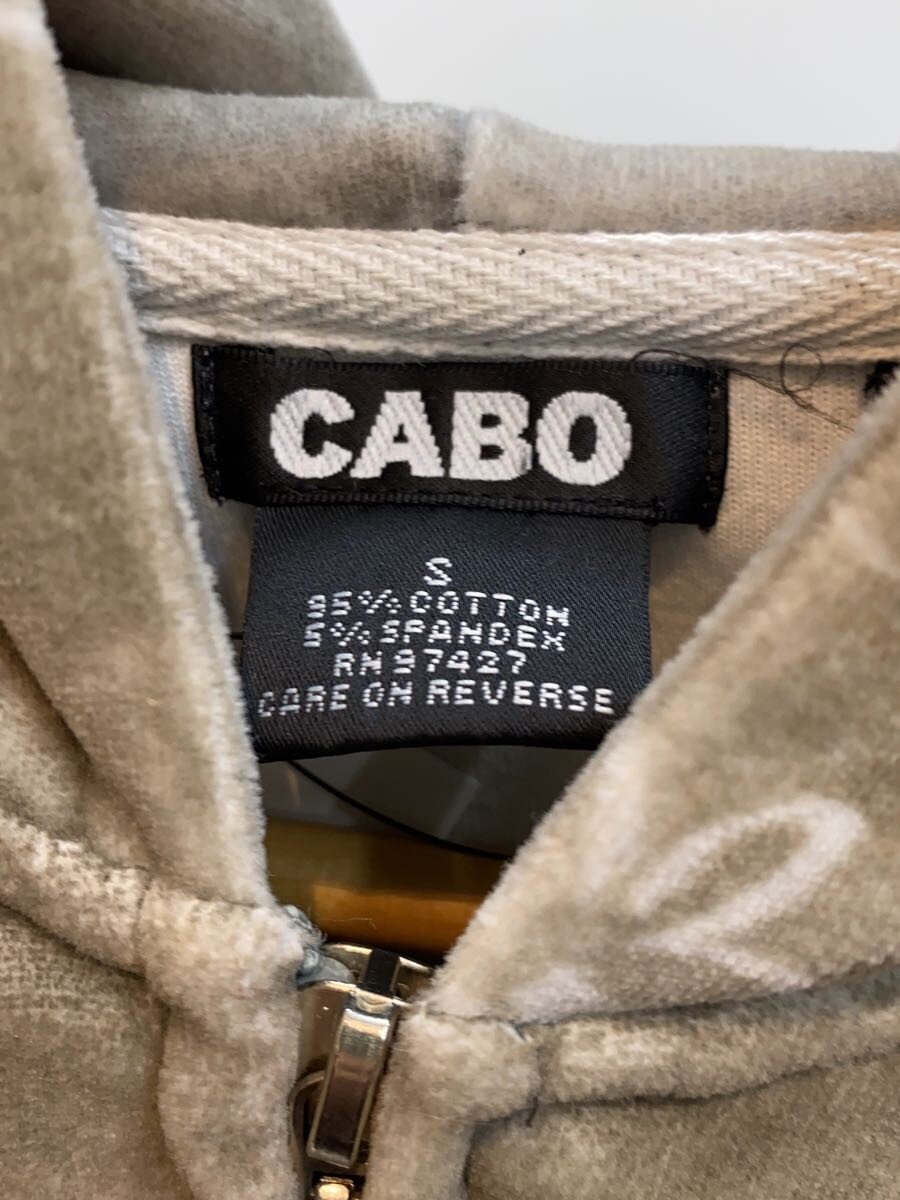 CABO
S
95% COTTON
5% SPANDEX
RN 97427
CARE ON REVERSE